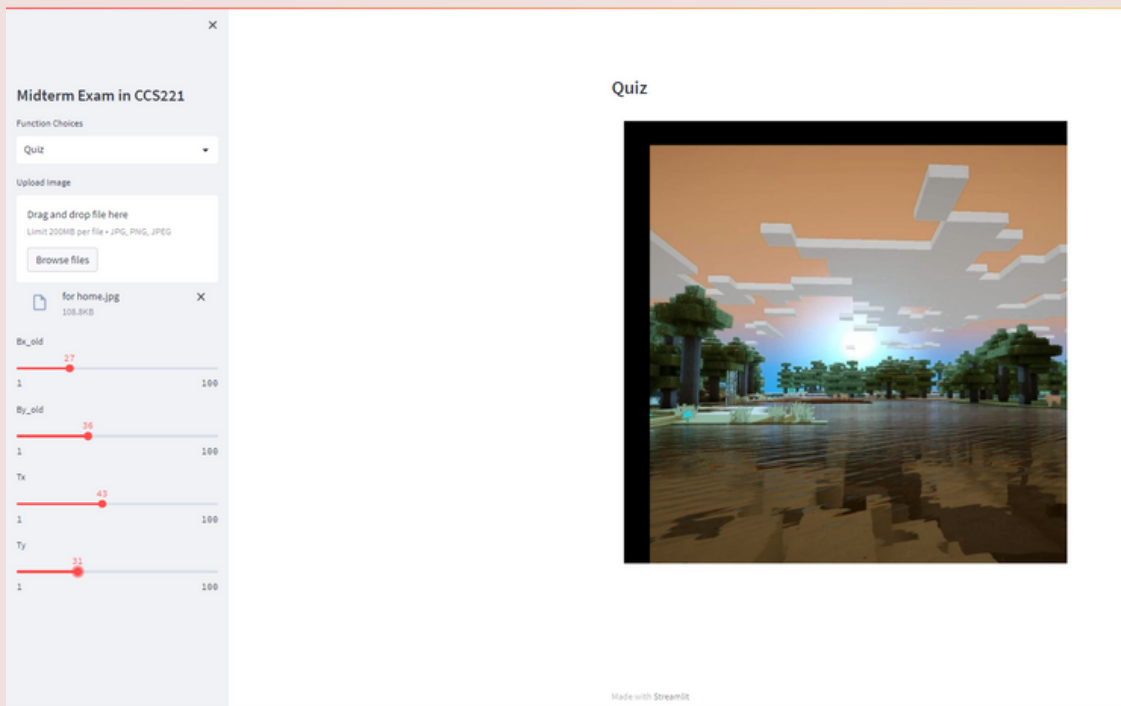 ×
Midterm Exam in CCS221
Function Choices
Quiz
Upload Image
Drag and drop file here
Limit 200MB per file • JPG, PNG, JPEG
Browse files
for home.jpg
108.8KB
×
Bx_old
27
1 100
By_old
36
1 100
Tx
43
1 100
Ty
31
1 100
Quiz
Made with Streamlit